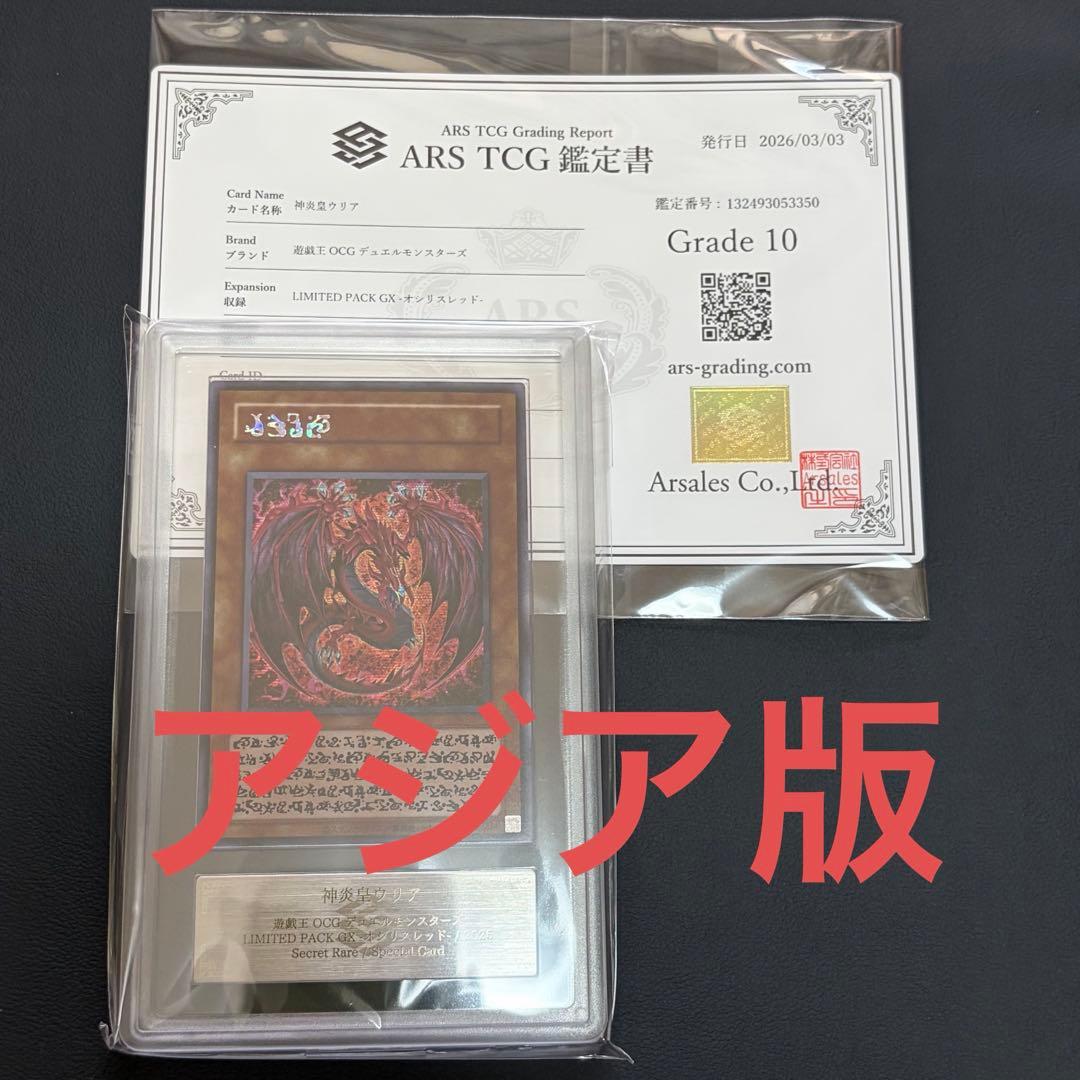 ARS TCG Grading Report
ARS TCG 鑑定書
発行日 2026/03/03
Card Name
カード名称 神炎皇ウリア
鑑定番号 : 132493053350
Brand
ブランド 遊戯王 OCG デュエルモンスターズ
Grade 10
Expansion
収録 LIMITED PACK GX -オシリスレッド-
ARS
Card ID
ars-grading.com
Arsales Co.,Ltd.
アジア版
神炎皇ウリア
遊戯王 OCG デュエルモンスターズ
LIMITED PACK GX -オシリスレッド- / 2025
Secret Rare / Special Card